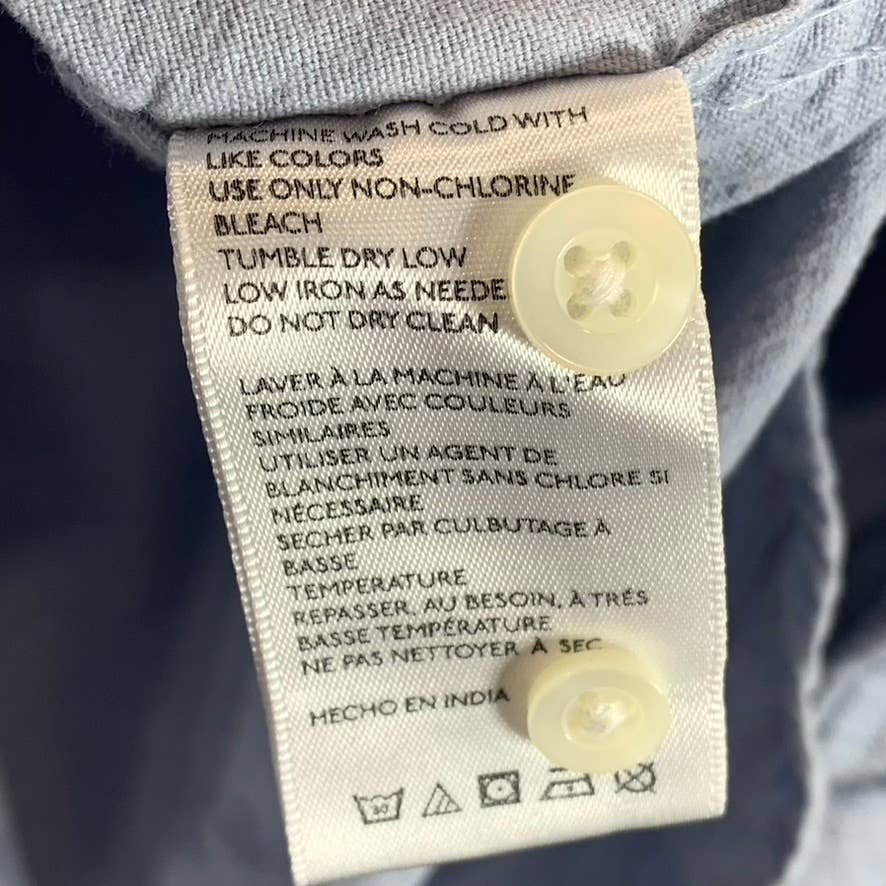 MACHINE WASH COLD WITH
LIKE COLORS
USE ONLY NON-CHLORINE
BLEACH
TUMBLE DRY LOW
LOW IRON AS NEEDE
DO NOT DRY CLEAN
LAVER À LA MACHINE À L'EAU
FROIDE AVEC COULEURS
SIMILAIRES
UTILISER UN AGENT DE
BLANCHIMENT SANS CHLORE SI
NÉCESSAIRE
SECHER PAR CULBUTAGE À
BASSE
TEMPERATURE
REPASSER, AU BESOIN, À TRÉS
BASSE TEMPÉRATURE
NE PAS NETTOYER À SEC
HECHO EN INDIA
30